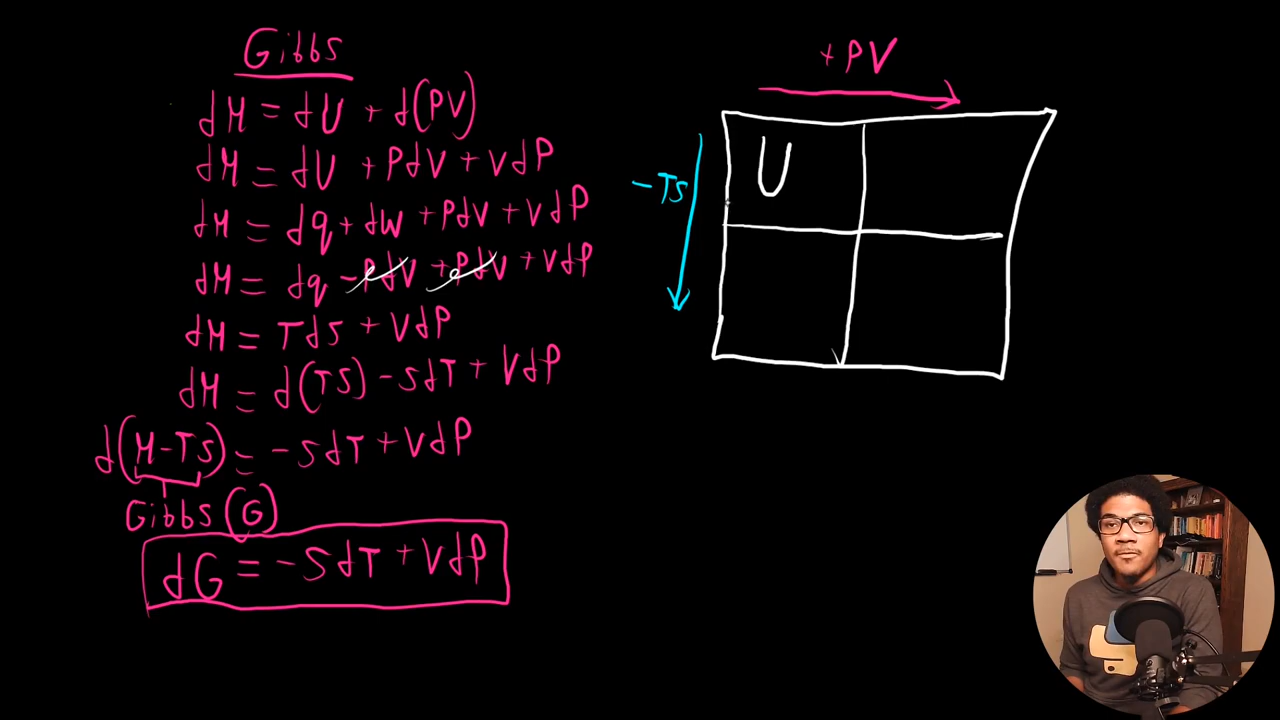 Gibbs
dH = dU + d(PV)
dH = dU + PdV + VdP
dH = dq + dW + PdV + VdP
dH = dq - PdV + PdV + VdP
dH = TdS + VdP
dH = d(TS) - SdT + VdP
d(H-TS) = -SdT + VdP
Gibbs (G)
dG = -SdT + VdP
+PV
-TS
U